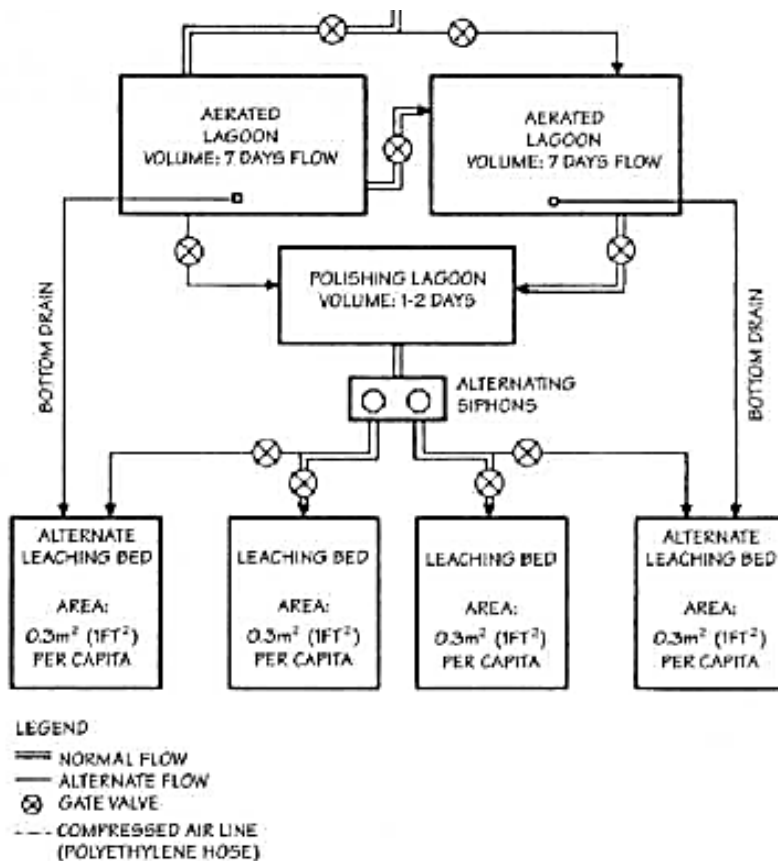 AERATED
LAGOON
VOLUME: 7 DAYS FLOW
AERATED
LAGOON
VOLUME: 7 DAYS FLOW
POLISHING LAGOON
VOLUME: 1-2 DAYS
BOTTOM DRAIN
BOTTOM DRAIN
ALTERNATING
SIPHONS
ALTERNATE
LEACHING BED
AREA:
0.3m² (1FT²)
PER CAPITA
LEACHING BED
AREA:
0.3m² (1FT²)
PER CAPITA
LEACHING BED
AREA:
0.3m² (1FT²)
PER CAPITA
ALTERNATE
LEACHING BED
AREA:
0.3m² (1FT²)
PER CAPITA
LEGEND
NORMAL FLOW
ALTERNATE FLOW
GATE VALVE
COMPRESSED AIR LINE
(POLYETHYLENE HOSE)